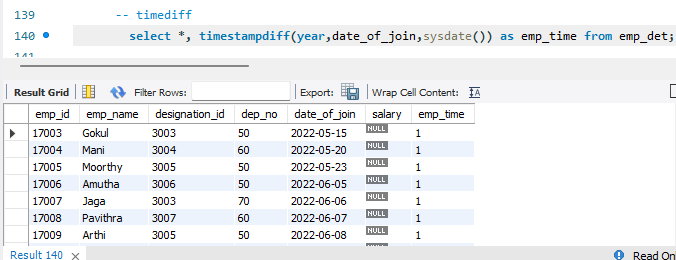 139 -- timediff
140 select *, timestampdiff(year,date_of_join,sysdate()) as emp_time from emp_det;
141
Result Grid Filter Rows: Export: Wrap Cell Content: IA
emp_id emp_name designation_id dep_no date_of_join salary emp_time
17003 Gokul 3003 50 2022-05-15 NULL 1
17004 Mani 3004 60 2022-05-20 NULL 1
17005 Moorthy 3005 50 2022-05-23 NULL 1
17006 Amutha 3006 50 2022-06-05 NULL 1
17007 Jaga 3003 70 2022-06-06 NULL 1
17008 Pavithra 3007 60 2022-06-07 NULL 1
17009 Arthi 3005 50 2022-06-08 NULL 1
Result 140 Read On